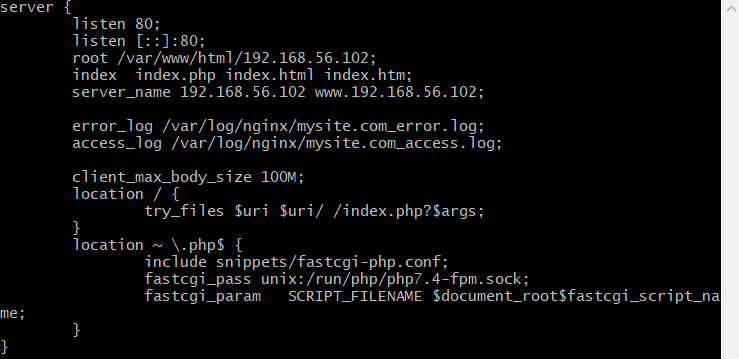 server {
        listen 80;
        listen [::]:80;
        root /var/www/html/192.168.56.102;
        index  index.php index.html index.htm;
        server_name 192.168.56.102 www.192.168.56.102;

        error_log /var/log/nginx/mysite.com_error.log;
        access_log /var/log/nginx/mysite.com_access.log;

        client_max_body_size 100M;
        location / {
                try_files $uri $uri/ /index.php?$args;
        }
        location ~ \.php$ {
                include snippets/fastcgi-php.conf;
                fastcgi_pass unix:/run/php/php7.4-fpm.sock;
                fastcgi_param   SCRIPT_FILENAME $document_root$fastcgi_script_na
me;
        }
}